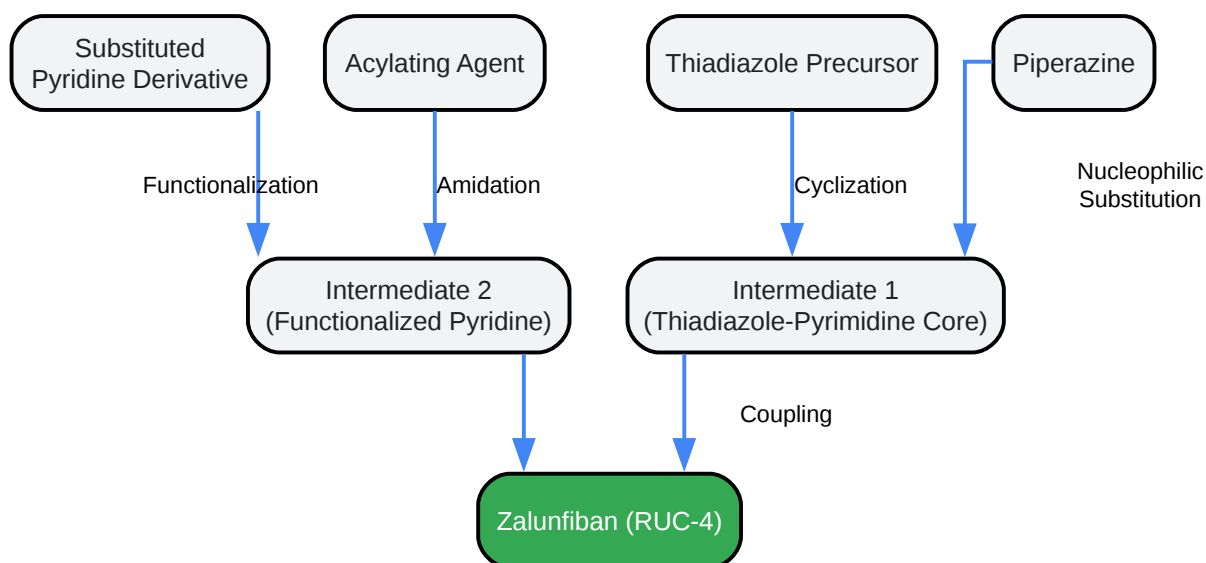 Substituted
Pyridine Derivative
Acylating Agent
Thiadiazole Precursor
Piperazine
Functionalization
Amidation
Cyclization
Nucleophilic
Substitution
Intermediate 2
(Functionalized Pyridine)
Intermediate 1
(Thiadiazole-Pyrimidine Core)
Coupling
Zalunfiban (RUC-4)